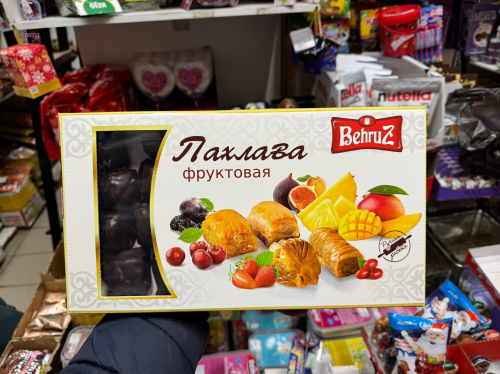 Behruz
Пахлава
фруктовая
nutella